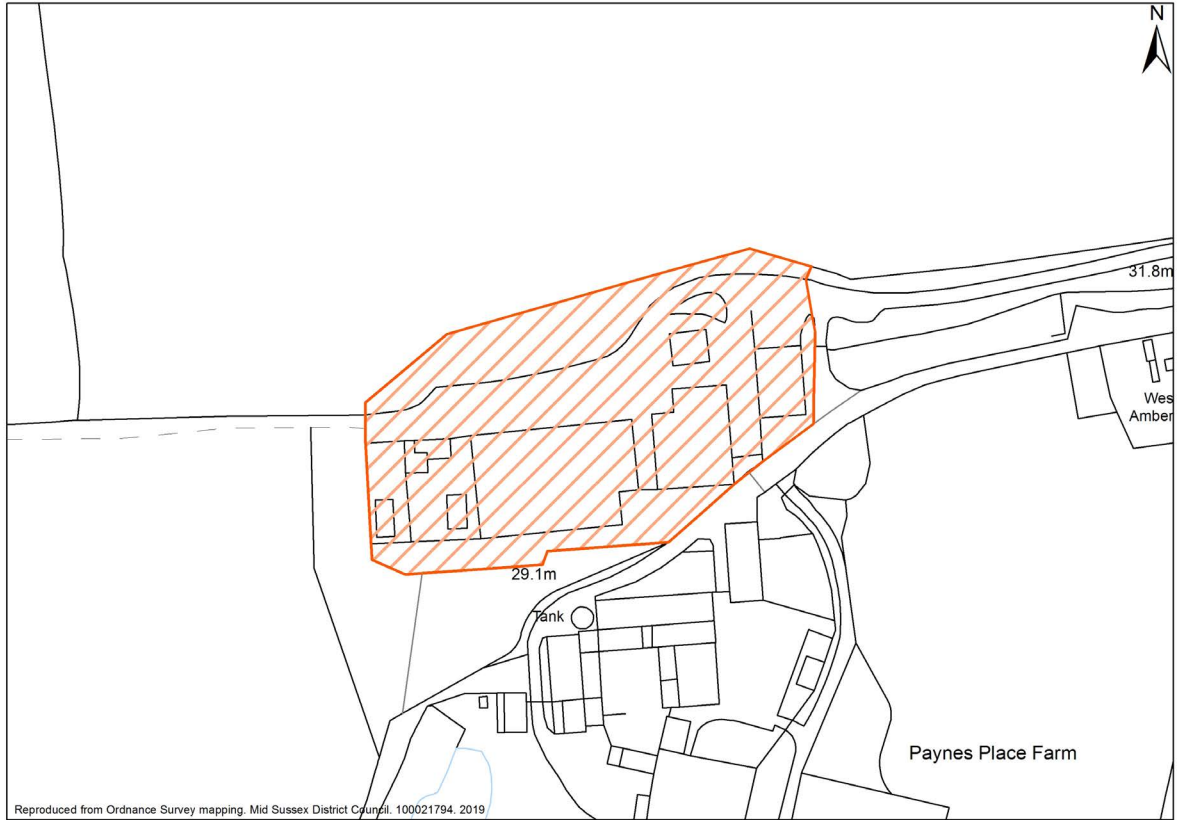 N
31.8m
Wes
Amber
29.1m
Tank
Paynes Place Farm
Reproduced from Ordnance Survey mapping. Mid Sussex District Council. 100021794. 2019